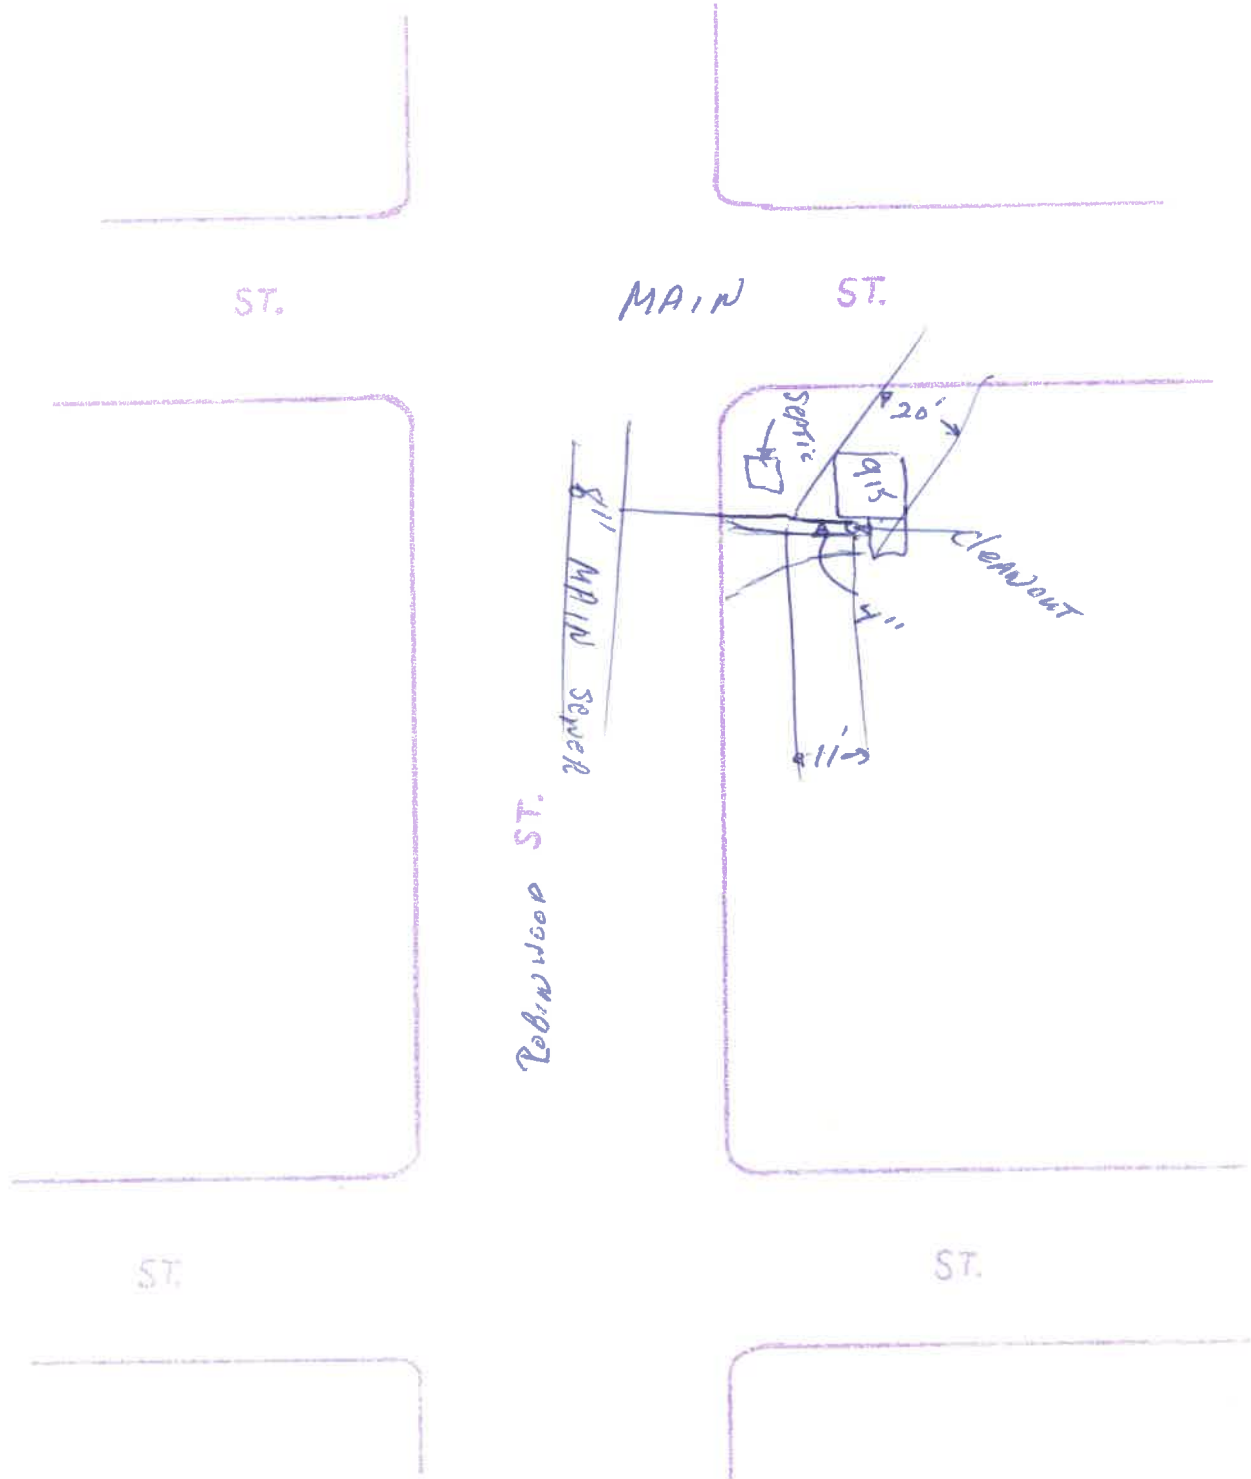 ST.
MAIN ST.
Septic
20'
915
8" MAIN SEWER
CLEANOUT
4"
11'
ROBINWOOD ST.
ST.
ST.